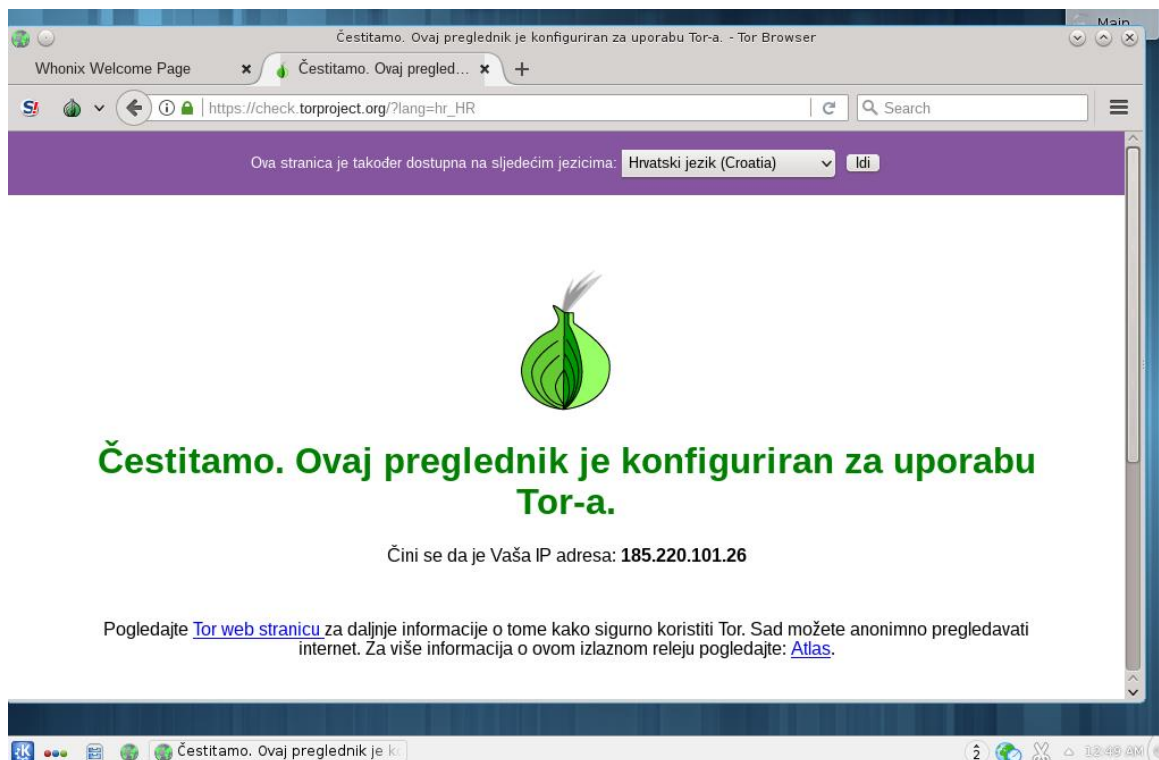 Main
Čestitamo. Ovaj preglednik je konfiguriran za uporabu Tor-a. - Tor Browser
Whonix Welcome Page
Čestitamo. Ovaj pregled...
S!
https://check.torproject.org/?lang=hr_HR
Search
Ova stranica je također dostupna na sljedećim jezicima:
Hrvatski jezik (Croatia)
Idi
Čestitamo. Ovaj preglednik je konfiguriran za uporabu
Tor-a.
Čini se da je Vaša IP adresa: 185.220.101.26
Pogledajte Tor web stranicu za daljnje informacije o tome kako sigurno koristiti Tor. Sad možete anonimno pregledavati
internet. Za više informacija o ovom izlaznom releju pogledajte: Atlas.
K
Čestitamo. Ovaj preglednik je k
2
12:49 AM